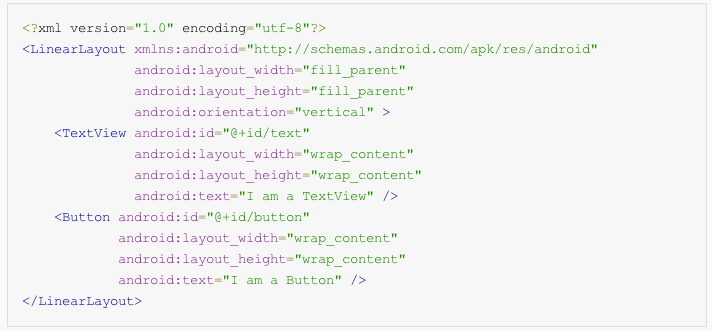 <?xml version="1.0" encoding="utf-8"?>
<LinearLayout xmlns:android="http://schemas.android.com/apk/res/android"
              android:layout_width="fill_parent"
              android:layout_height="fill_parent"
              android:orientation="vertical" >
    <TextView android:id="@+id/text"
              android:layout_width="wrap_content"
              android:layout_height="wrap_content"
              android:text="I am a TextView" />
    <Button android:id="@+id/button"
            android:layout_width="wrap_content"
            android:layout_height="wrap_content"
            android:text="I am a Button" />
</LinearLayout>